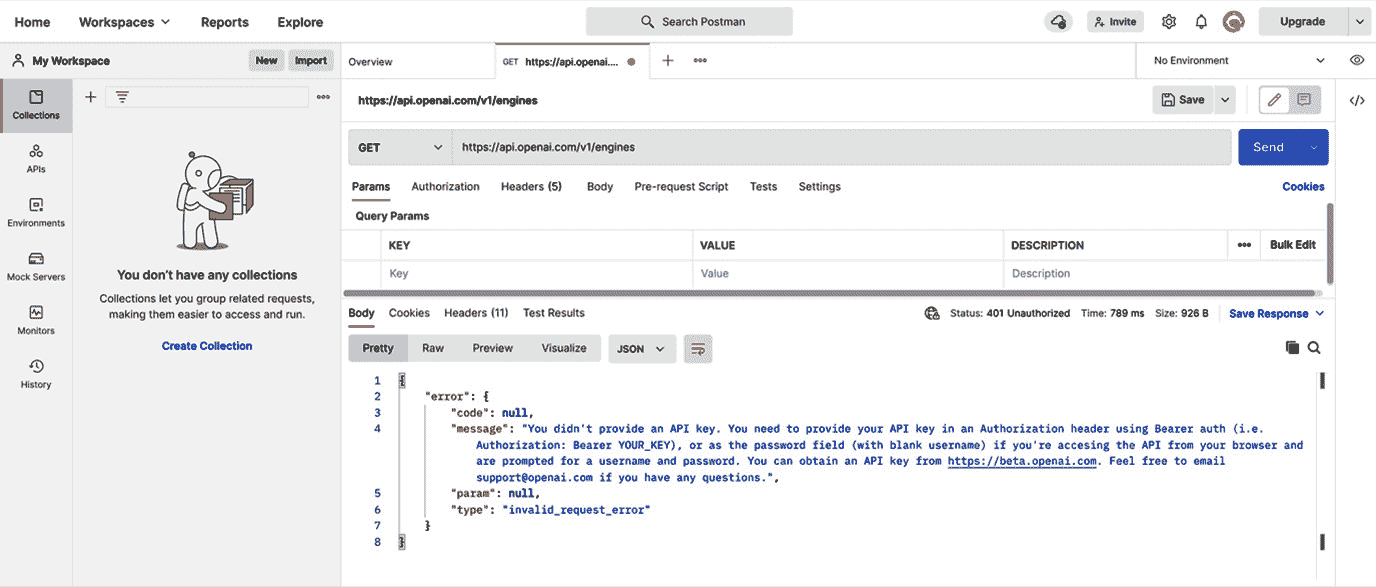 Home Workspaces Reports Explore Search Postman Invite Upgrade
My Workspace New Import Overview GET https://api.openai.... No Environment
Collections
APIs
Environments
Mock Servers
Monitors
History
You don't have any collections
Collections let you group related requests,
making them easier to access and run.
Create Collection
https://api.openai.com/v1/engines Save
GET https://api.openai.com/v1/engines Send
Params Authorization Headers (5) Body Pre-request Script Tests Settings Cookies
Query Params
KEY VALUE DESCRIPTION Bulk Edit
Key Value Description
Body Cookies Headers (11) Test Results Status: 401 Unauthorized Time: 789 ms Size: 926 B Save Response
Pretty Raw Preview Visualize JSON
1 {
2 "error": {
3 "code": null,
4 "message": "You didn't provide an API key. You need to provide your API key in an Authorization header using Bearer auth (i.e.
Authorization: Bearer YOUR_KEY), or as the password field (with blank username) if you're accesing the API from your browser and
are prompted for a username and password. You can obtain an API key from https://beta.openai.com. Feel free to email
support@openai.com if you have any questions.",
5 "param": null,
6 "type": "invalid_request_error"
7 }
8 }